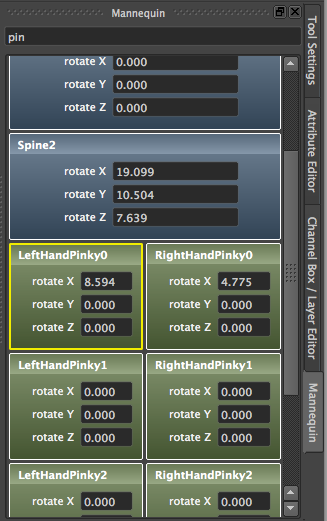 Mannequin
pin
rotate X 0.000
rotate Y 0.000
rotate Z 0.000
Spine2
rotate X 19.099
rotate Y 10.504
rotate Z 7.639
LeftHandPinky0 RightHandPinky0
rotate X 8.594 rotate X 4.775
rotate Y 0.000 rotate Y 0.000
rotate Z 0.000 rotate Z 0.000
LeftHandPinky1 RightHandPinky1
rotate X 0.000 rotate X 0.000
rotate Y 0.000 rotate Y 0.000
rotate Z 0.000 rotate Z 0.000
LeftHandPinky2 RightHandPinky2
rotate X 0.000 rotate X 0.000
Tool Settings
Attribute Editor
Channel Box / Layer Editor
Mannequin